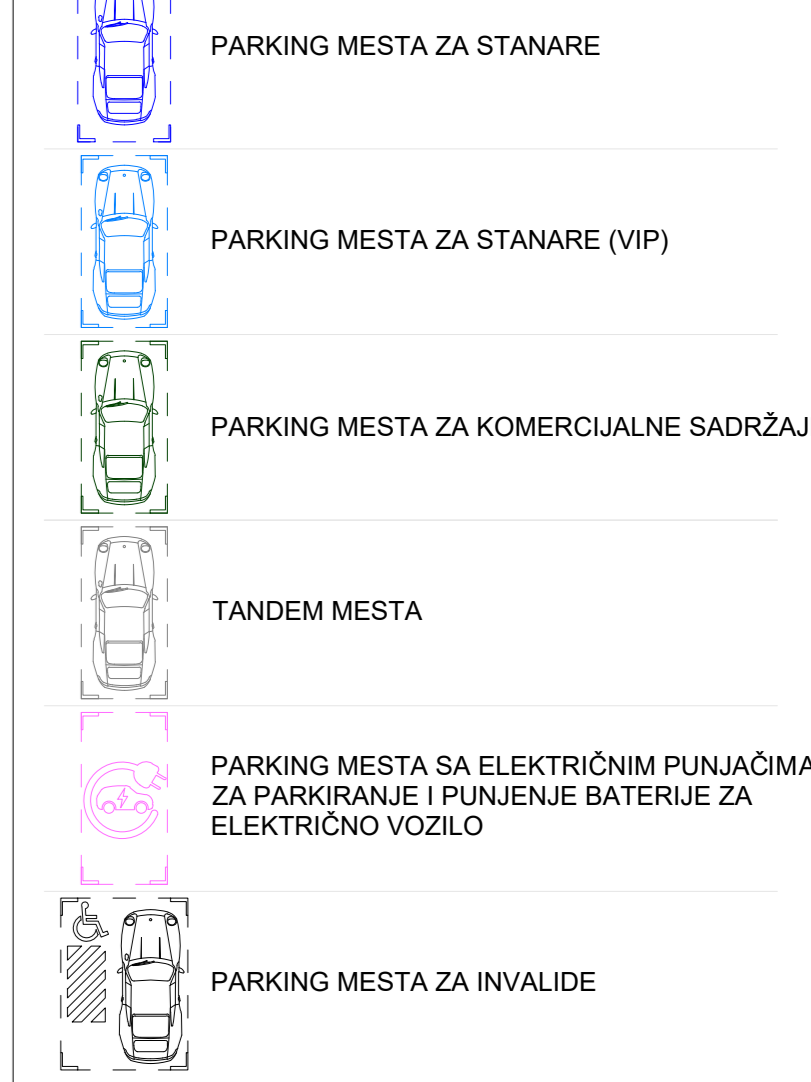 PARKING MESTA ZA STANARE
PARKING MESTA ZA STANARE (VIP)
PARKING MESTA ZA KOMERCIJALNE SADRŽAJ
TANDEM MESTA
PARKING MESTA SA ELEKTRIČNIM PUNJAČIMA
ZA PARKIRANJE I PUNJENJE BATERIJE ZA
ELEKTRIČNO VOZILO
PARKING MESTA ZA INVALIDE